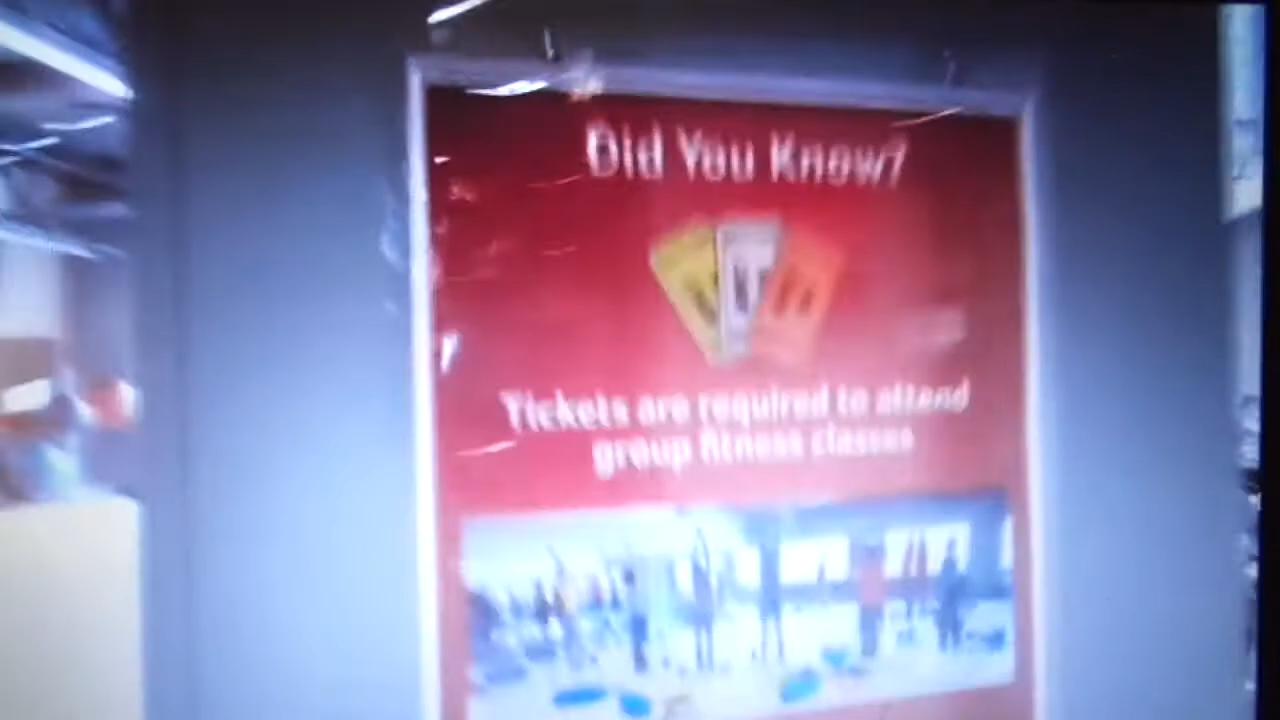 Did You Know?
Tickets are required to attend
group fitness classes